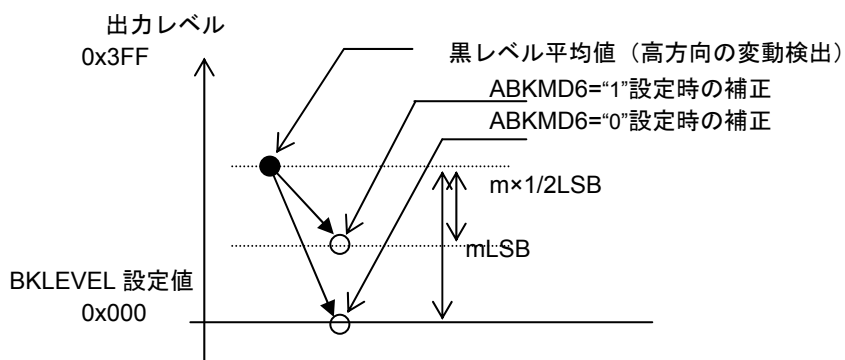 出力レベル
0x3FF
黒レベル平均値（高方向の変動検出）
ABKMD6=“1”設定時の補正
ABKMD6=“0”設定時の補正
m×1/2LSB
mLSB
BKLEVEL 設定値
0x000